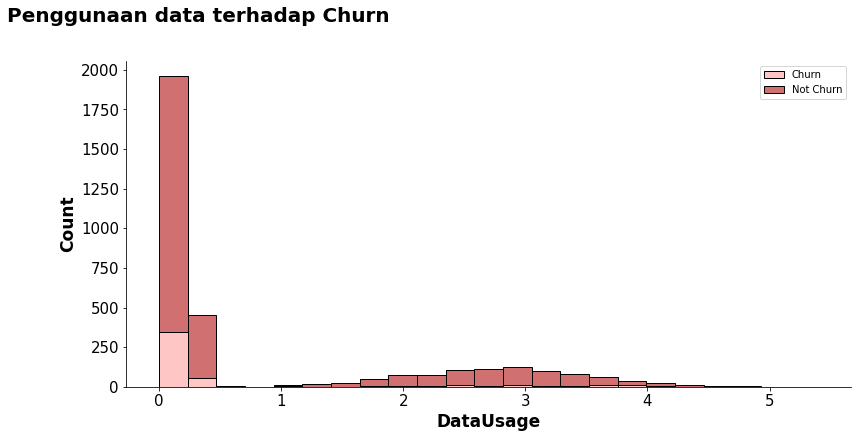 Penggunaan data terhadap Churn
Churn
Not Churn
2000
1750
1500
1250
1000
750
500
250
0
Count
0 1 2 3 4 5
DataUsage